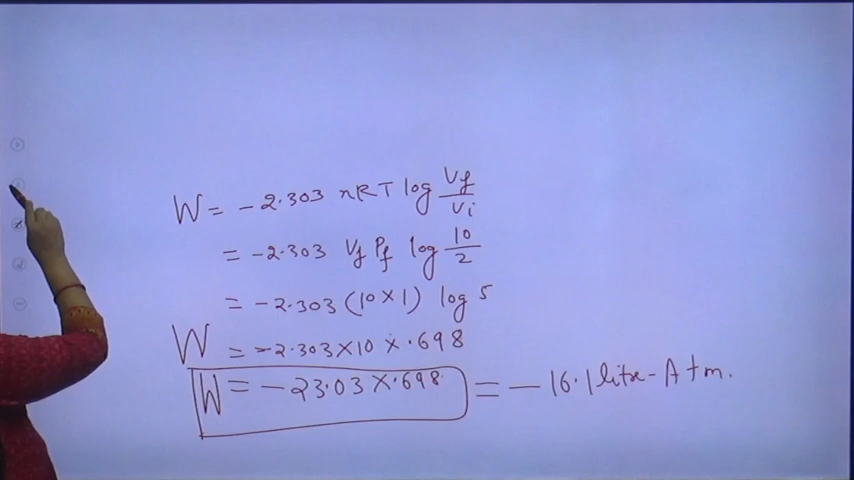 W = -2.303 nRT log Vf/Vi
= -2.303 Vf Pf log 10/2
= -2.303 (10 × 1) log 5
W = -2.303 × 10 × .698
W = -23.03 × .698 = -16.1 litre-Atm.